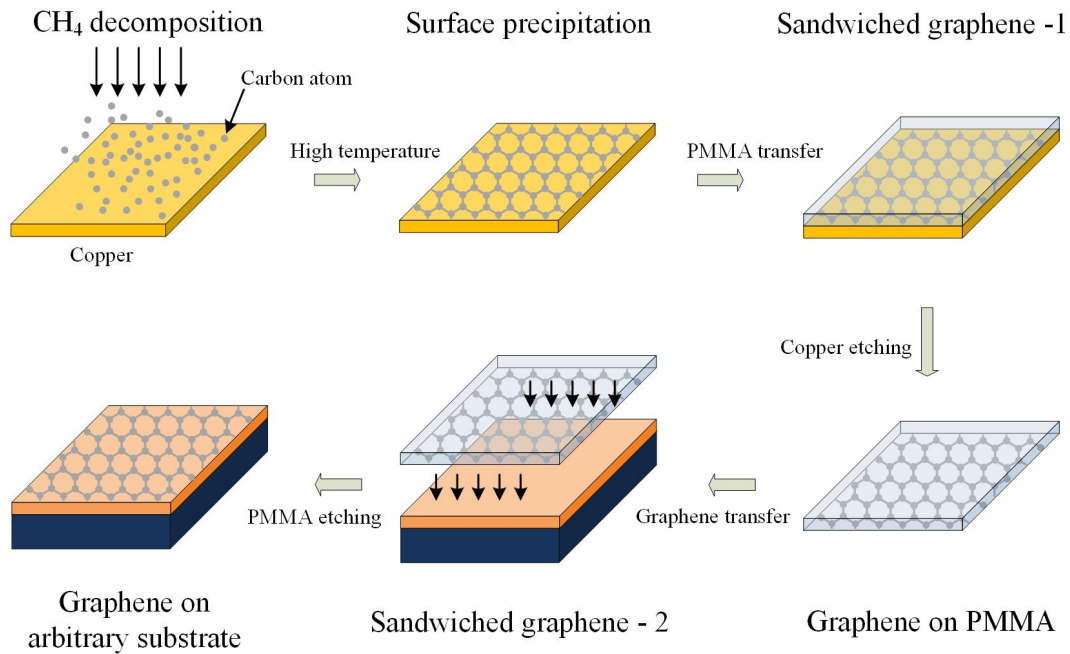 CH₄ decomposition
Carbon atom
Copper
High temperature
Surface precipitation
PMMA transfer
Sandwiched graphene -1
Copper etching
Graphene on PMMA
Graphene transfer
Sandwiched graphene - 2
PMMA etching
Graphene on
arbitrary substrate